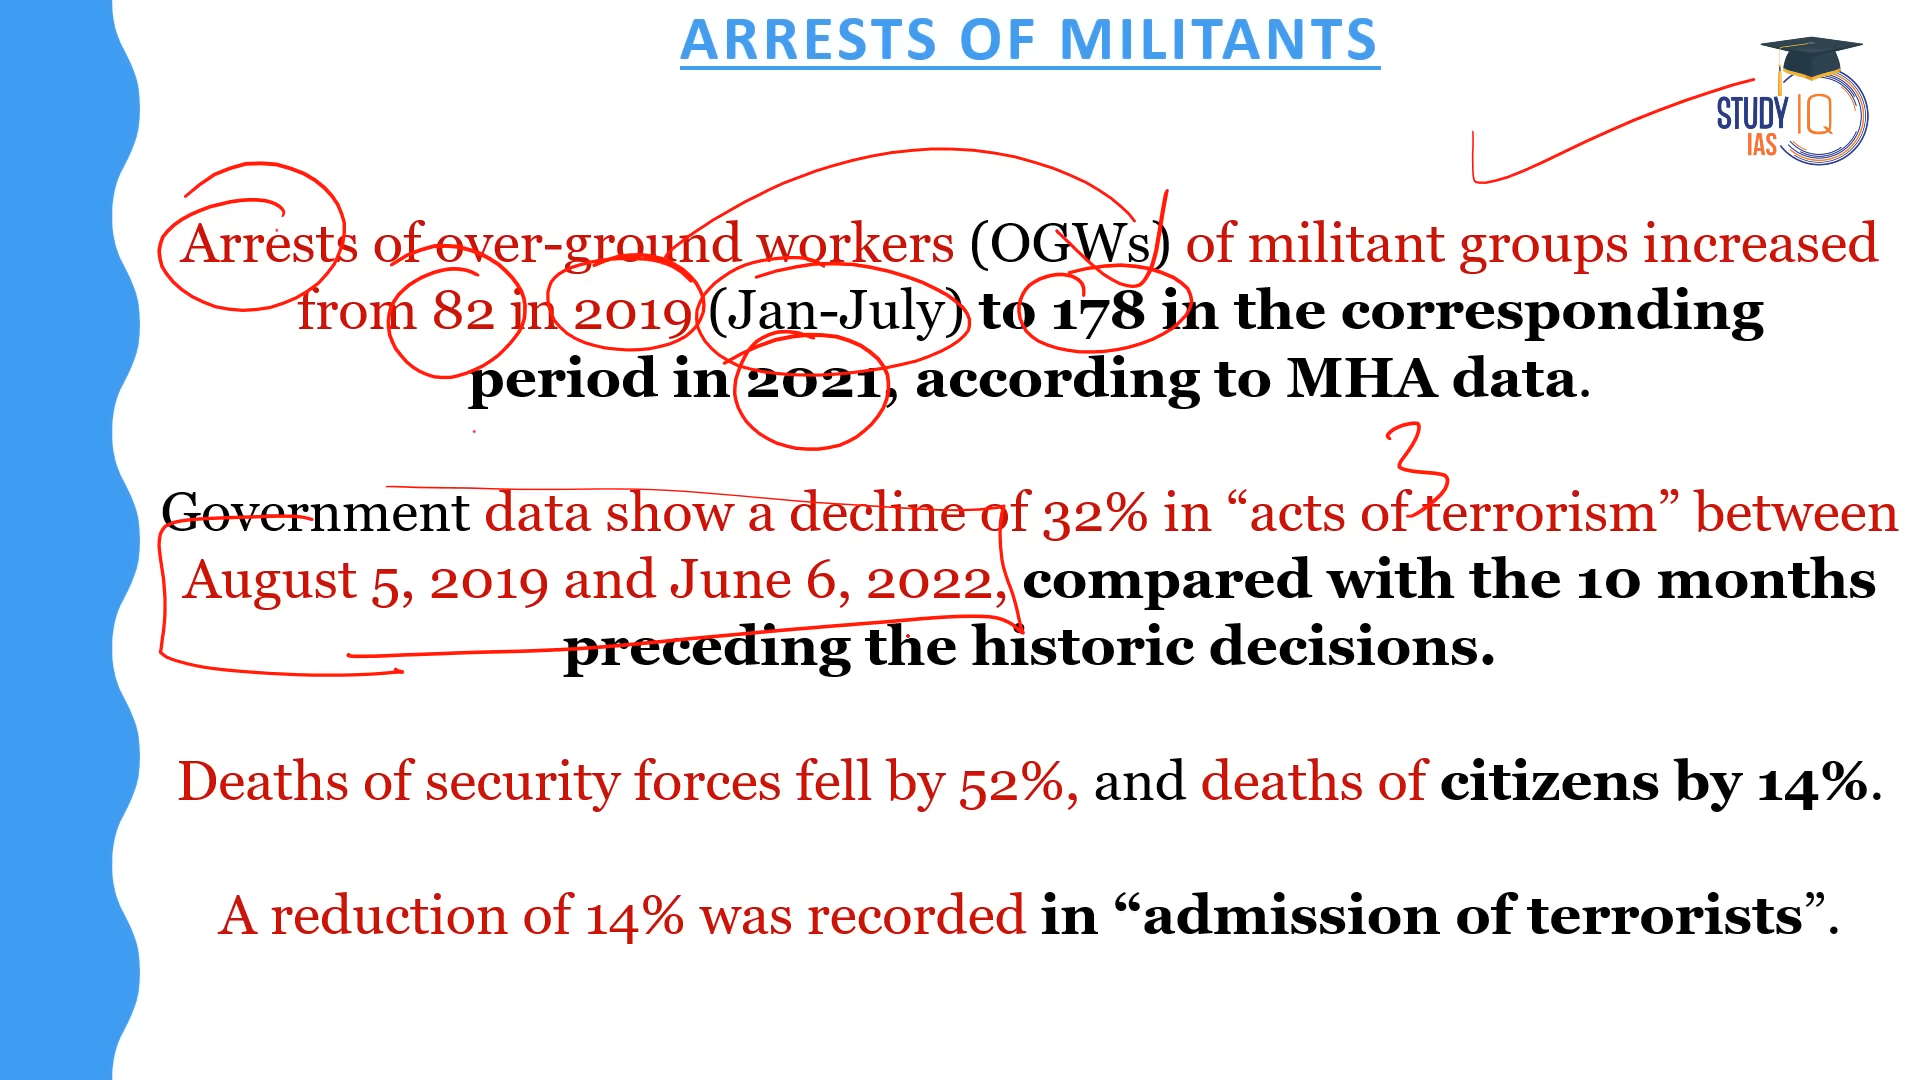 ARRESTS OF MILITANTS
STUDY IQ
IAS
Arrests of over-ground workers (OGWs) of militant groups increased
from 82 in 2019 (Jan-July) to 178 in the corresponding
period in 2021, according to MHA data.
3
Government data show a decline of 32% in “acts of terrorism” between
August 5, 2019 and June 6, 2022, compared with the 10 months
preceding the historic decisions.
Deaths of security forces fell by 52%, and deaths of citizens by 14%.
A reduction of 14% was recorded in “admission of terrorists”.